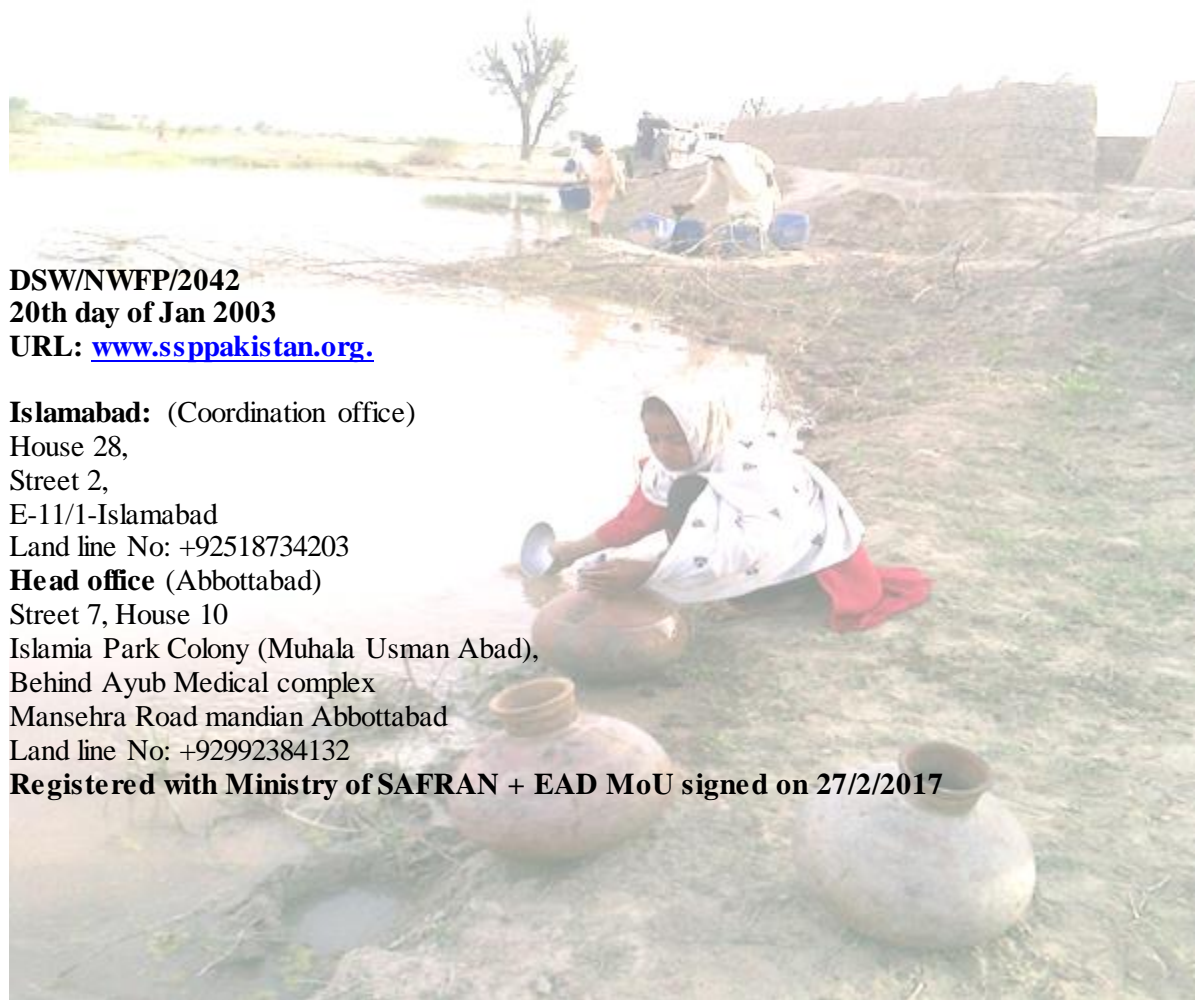 DSW/NWFP/2042
20th day of Jan 2003
URL: www.ssppakistan.org.
Islamabad: (Coordination office)
House 28,
Street 2,
E-11/1-Islamabad
Land line No: +92518734203
Head office (Abbottabad)
Street 7, House 10
Islamia Park Colony (Muhala Usman Abad),
Behind Ayub Medical complex
Mansehra Road mandian Abbottabad
Land line No: +92992384132
Registered with Ministry of SAFRAN + EAD MoU signed on 27/2/2017